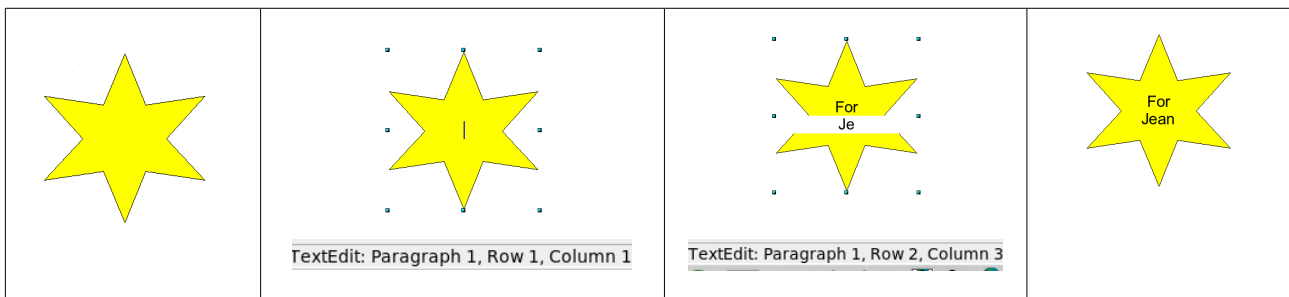 TextEdit: Paragraph 1, Row 1, Column 1
For
Je
TextEdit: Paragraph 1, Row 2, Column 3
For
Jean